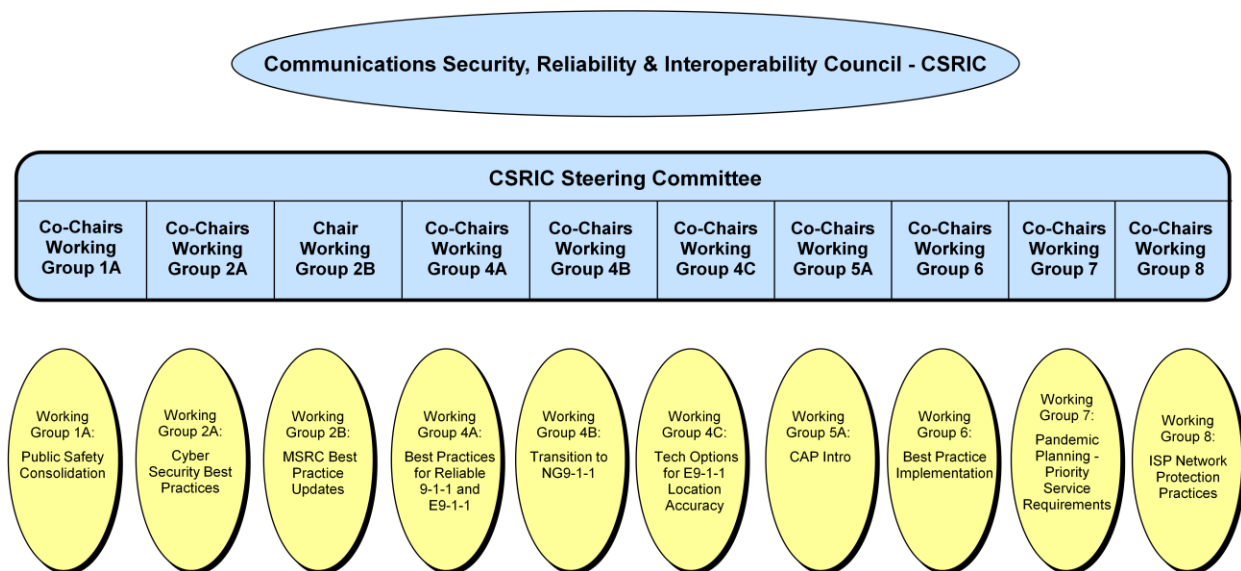 Communications Security, Reliability & Interoperability Council - CSRIC
CSRIC Steering Committee
Co-Chairs
Working
Group 1A
Co-Chairs
Working
Group 2A
Chair
Working
Group 2B
Co-Chairs
Working
Group 4A
Co-Chairs
Working
Group 4B
Co-Chairs
Working
Group 4C
Co-Chairs
Working
Group 5A
Co-Chairs
Working
Group 6
Co-Chairs
Working
Group 7
Co-Chairs
Working
Group 8
Working
Group 1A:
Public Safety
Consolidation
Working
Group 2A:
Cyber
Security Best
Practices
Working
Group 2B:
MSRC Best
Practice
Updates
Working
Group 4A:
Best Practices
for Reliable
9-1-1 and
E9-1-1
Working
Group 4B:
Transition to
NG9-1-1
Working
Group 4C:
Tech Options
for E9-1-1
Location
Accuracy
Working
Group 5A:
CAP Intro
Working
Group 6:
Best Practice
Implementation
Working
Group 7:
Pandemic
Planning -
Priority
Service
Requirements
Working
Group 8:
ISP Network
Protection
Practices